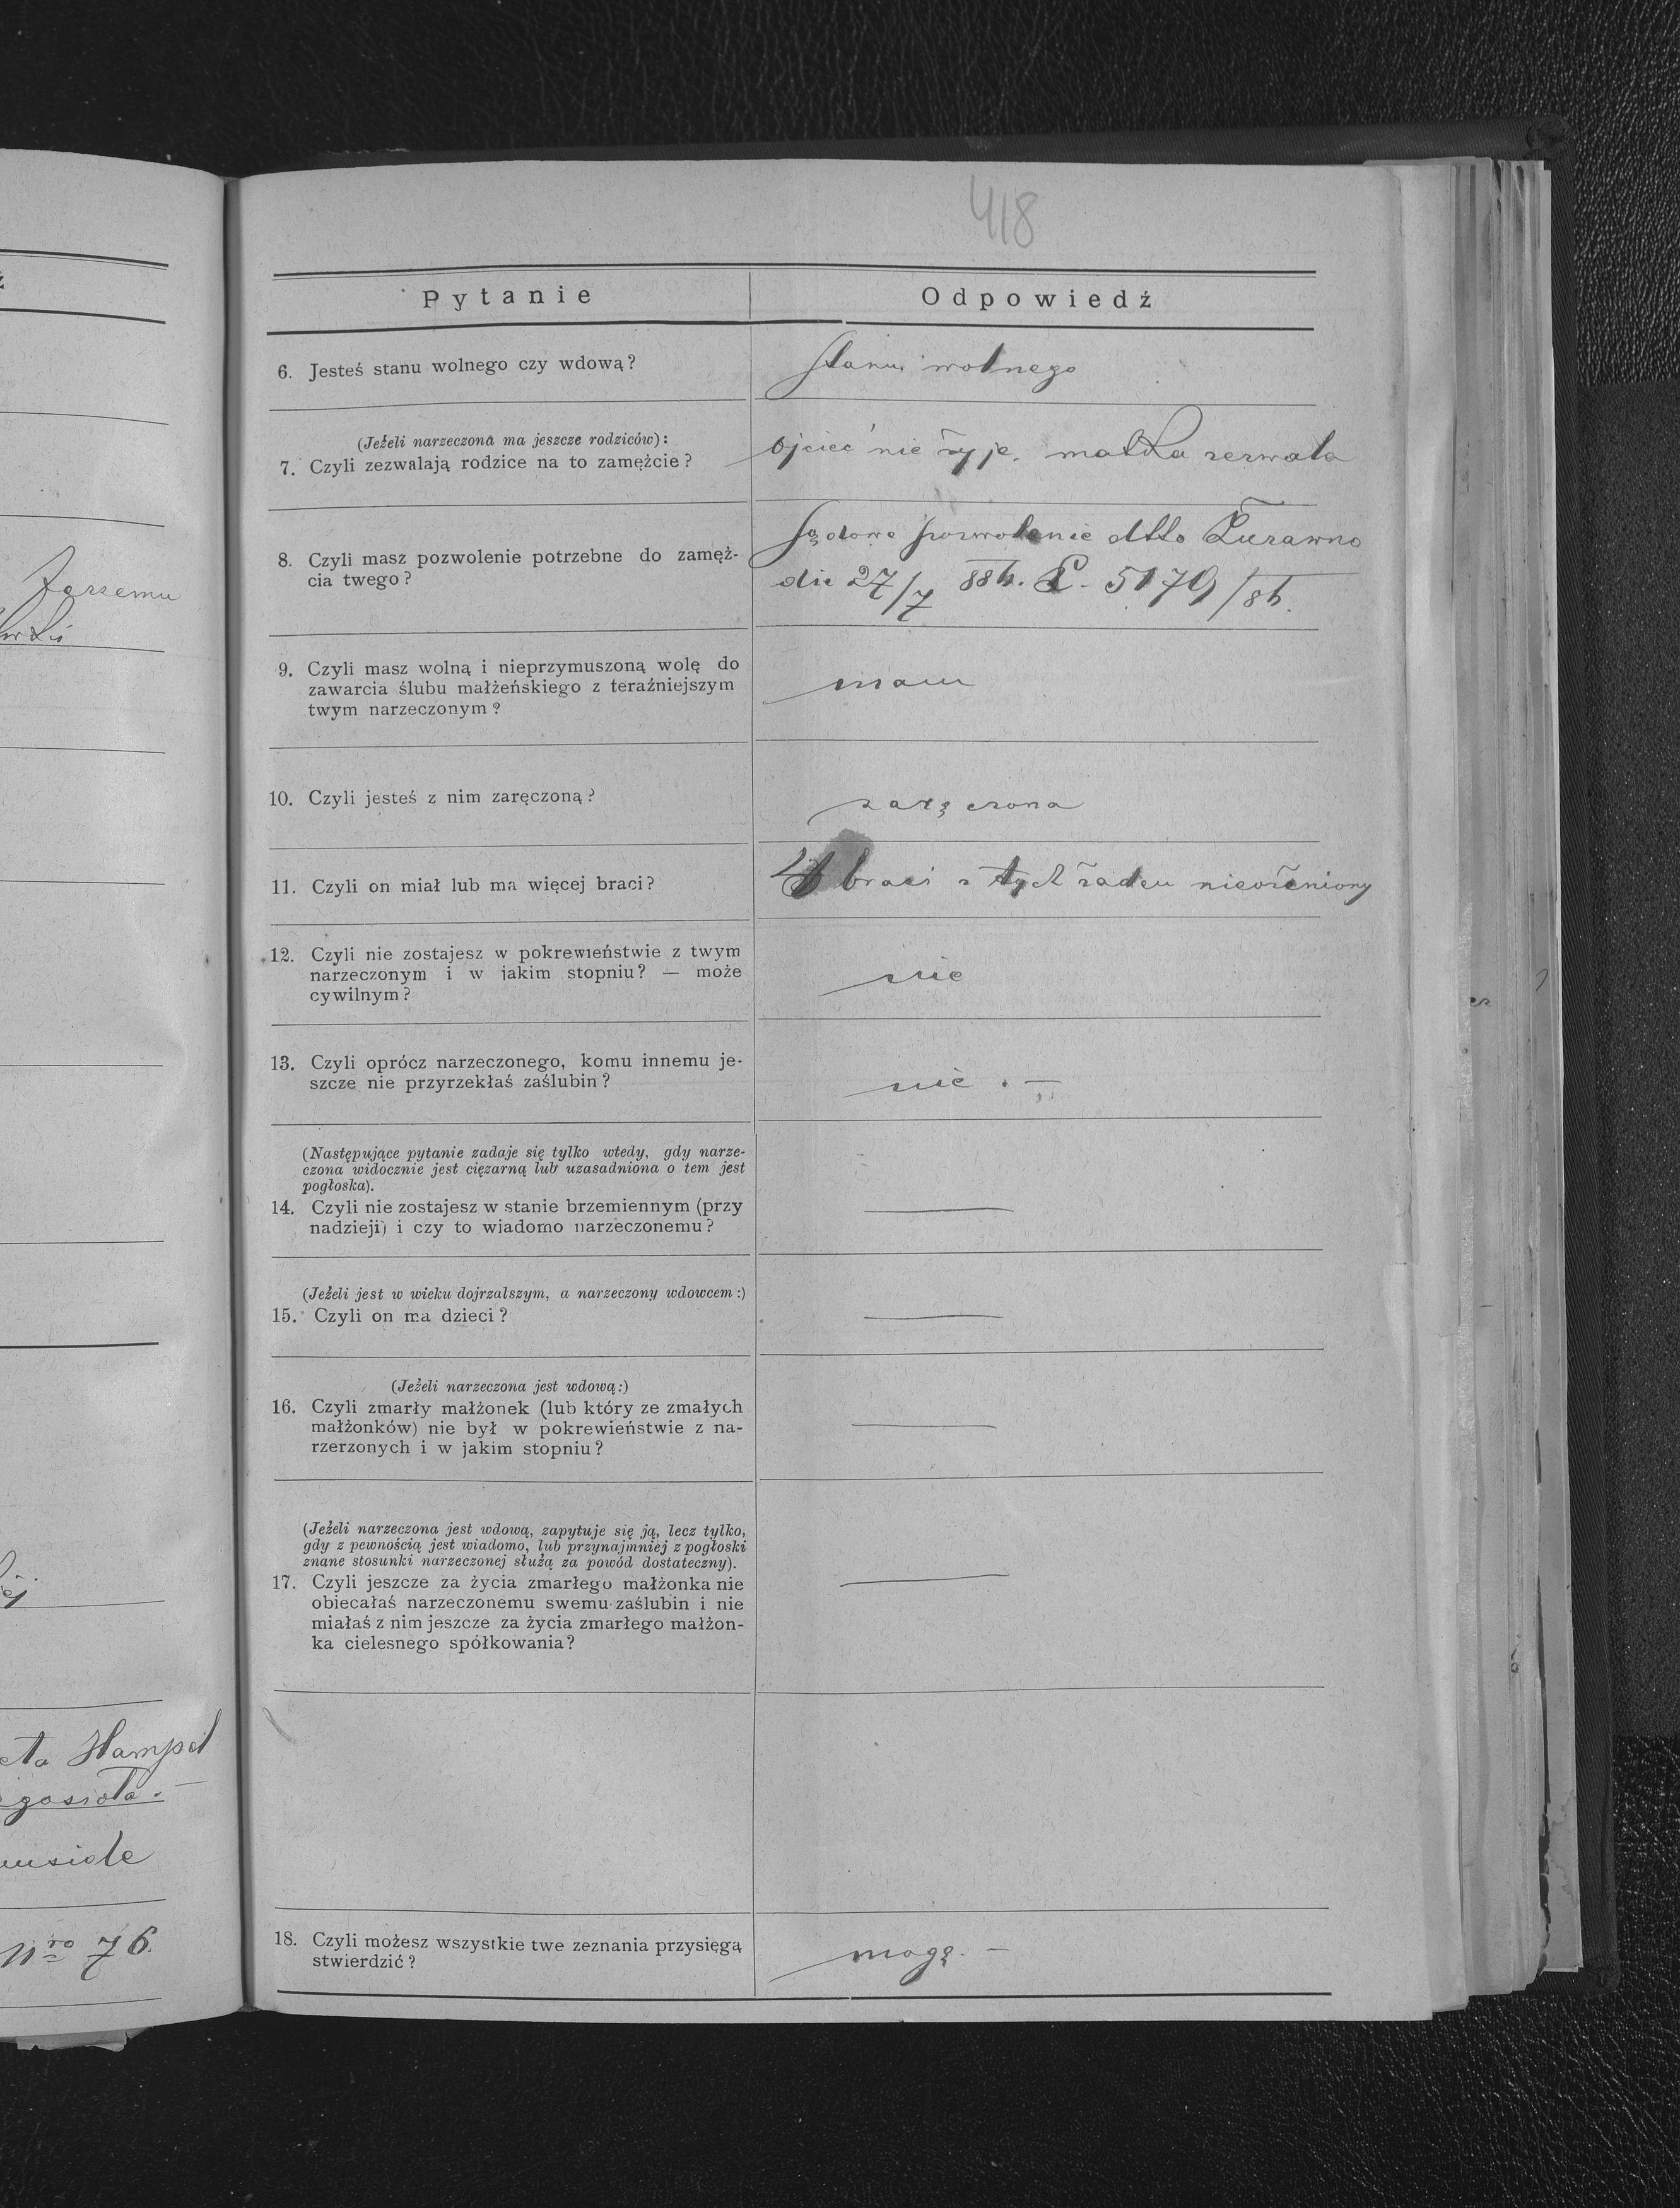 418
Pytanie
Odpowiedź
6. Jesteś stanu wolnego czy wdową?
stanu wolnego
(Jeżeli narzeczona ma jeszcze rodziców):
7. Czyli zezwalają rodzice na to zamężcie?
ojciec nie żyje, matka zezwala
8. Czyli masz pozwolenie potrzebne do zamęż-
cia twego?
Sądowe pozwolenie dtto Żurawno
die 27/7 886. L. 5179/86.
9. Czyli masz wolną i nieprzymuszoną wolę do
zawarcia ślubu małżeńskiego z teraźniejszym
twym narzeczonym?
mam
10. Czyli jesteś z nim zaręczoną?
zaręczona
11. Czyli on miał lub ma więcej braci?
braci z tych żaden nieożeniony
12. Czyli nie zostajesz w pokrewieństwie z twym
narzeczonym i w jakim stopniu? — może
cywilnym?
nie
13. Czyli oprócz narzeczonego, komu innemu je-
szcze nie przyrzekłaś zaślubin?
nie . —
(Następujące pytanie zadaje się tylko wtedy, gdy narze-
czona widocznie jest ciężarną lub uzasadniona o tem jest
pogłoska).
14. Czyli nie zostajesz w stanie brzemiennym (przy
nadzieji) i czy to wiadomo narzeczonemu?
—
(Jeżeli jest w wieku dojrzalszym, a narzeczony wdowcem:)
15. Czyli on ma dzieci?
—
(Jeżeli narzeczona jest wdową:)
16. Czyli zmarły małżonek (lub który ze zmałych
małżonków) nie był w pokrewieństwie z na-
rzerzonych i w jakim stopniu?
—
(Jeżeli narzeczona jest wdową, zapytuje się ją, lecz tylko,
gdy z pewnością jest wiadomo, lub przynajmniej z pogłoski
znane stosunki narzeczonej służą za powód dostateczny).
17. Czyli jeszcze za życia zmarłego małżonka nie
obiecałaś narzeczonemu swemu zaślubin i nie
miałaś z nim jeszcze za życia zmarłego małżon-
ka cielesnego spółkowania?
—
18. Czyli możesz wszystkie twe zeznania przysięgą
stwierdzić?
mogę. —
Hampel
nro 76.